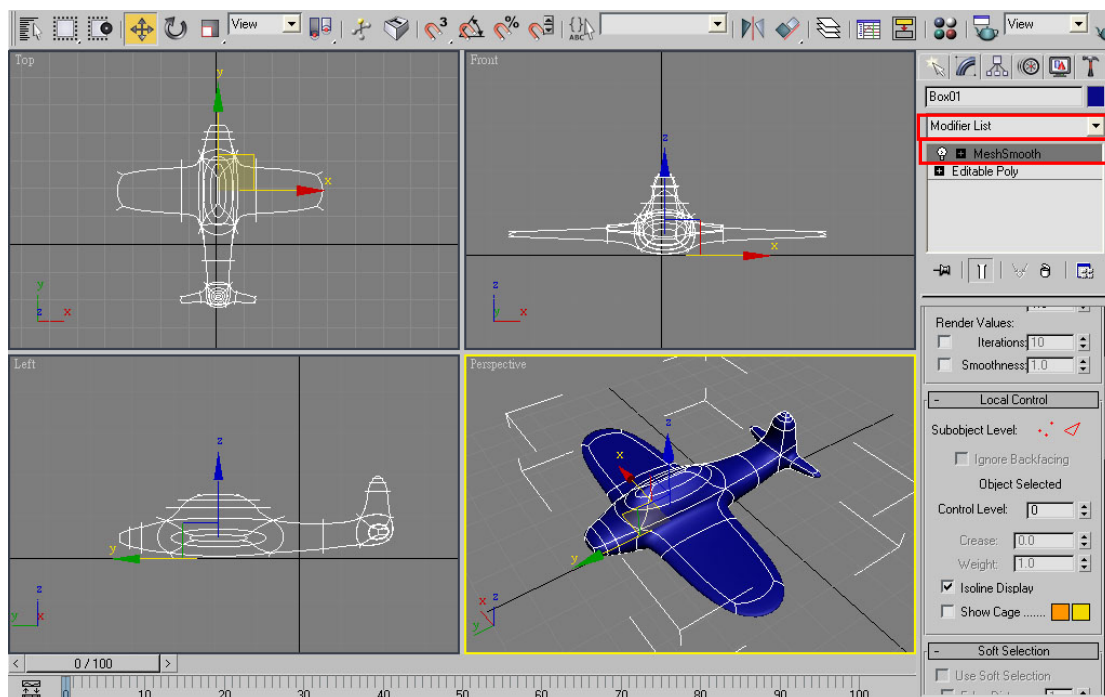 View
3
%
ABC
View
Top
Front
Box01
Modifier List
MeshSmooth
Editable Poly
y
x
z
x
y
z
x
z
y
x
Render Values:
Iterations: 10
Smoothness: 1.0
Left
Perspective
- Local Control
Subobject Level:
Ignore Backfacing
Object Selected
Control Level: 0
Crease: 0.0
Weight: 1.0
Isoline Display
Show Cage ......
z
y
z
y
x
x
z
y
x
z
y
- Soft Selection
Use Soft Selection
< 0 / 100 >
0 10 20 30 40 50 60 70 80 90 100